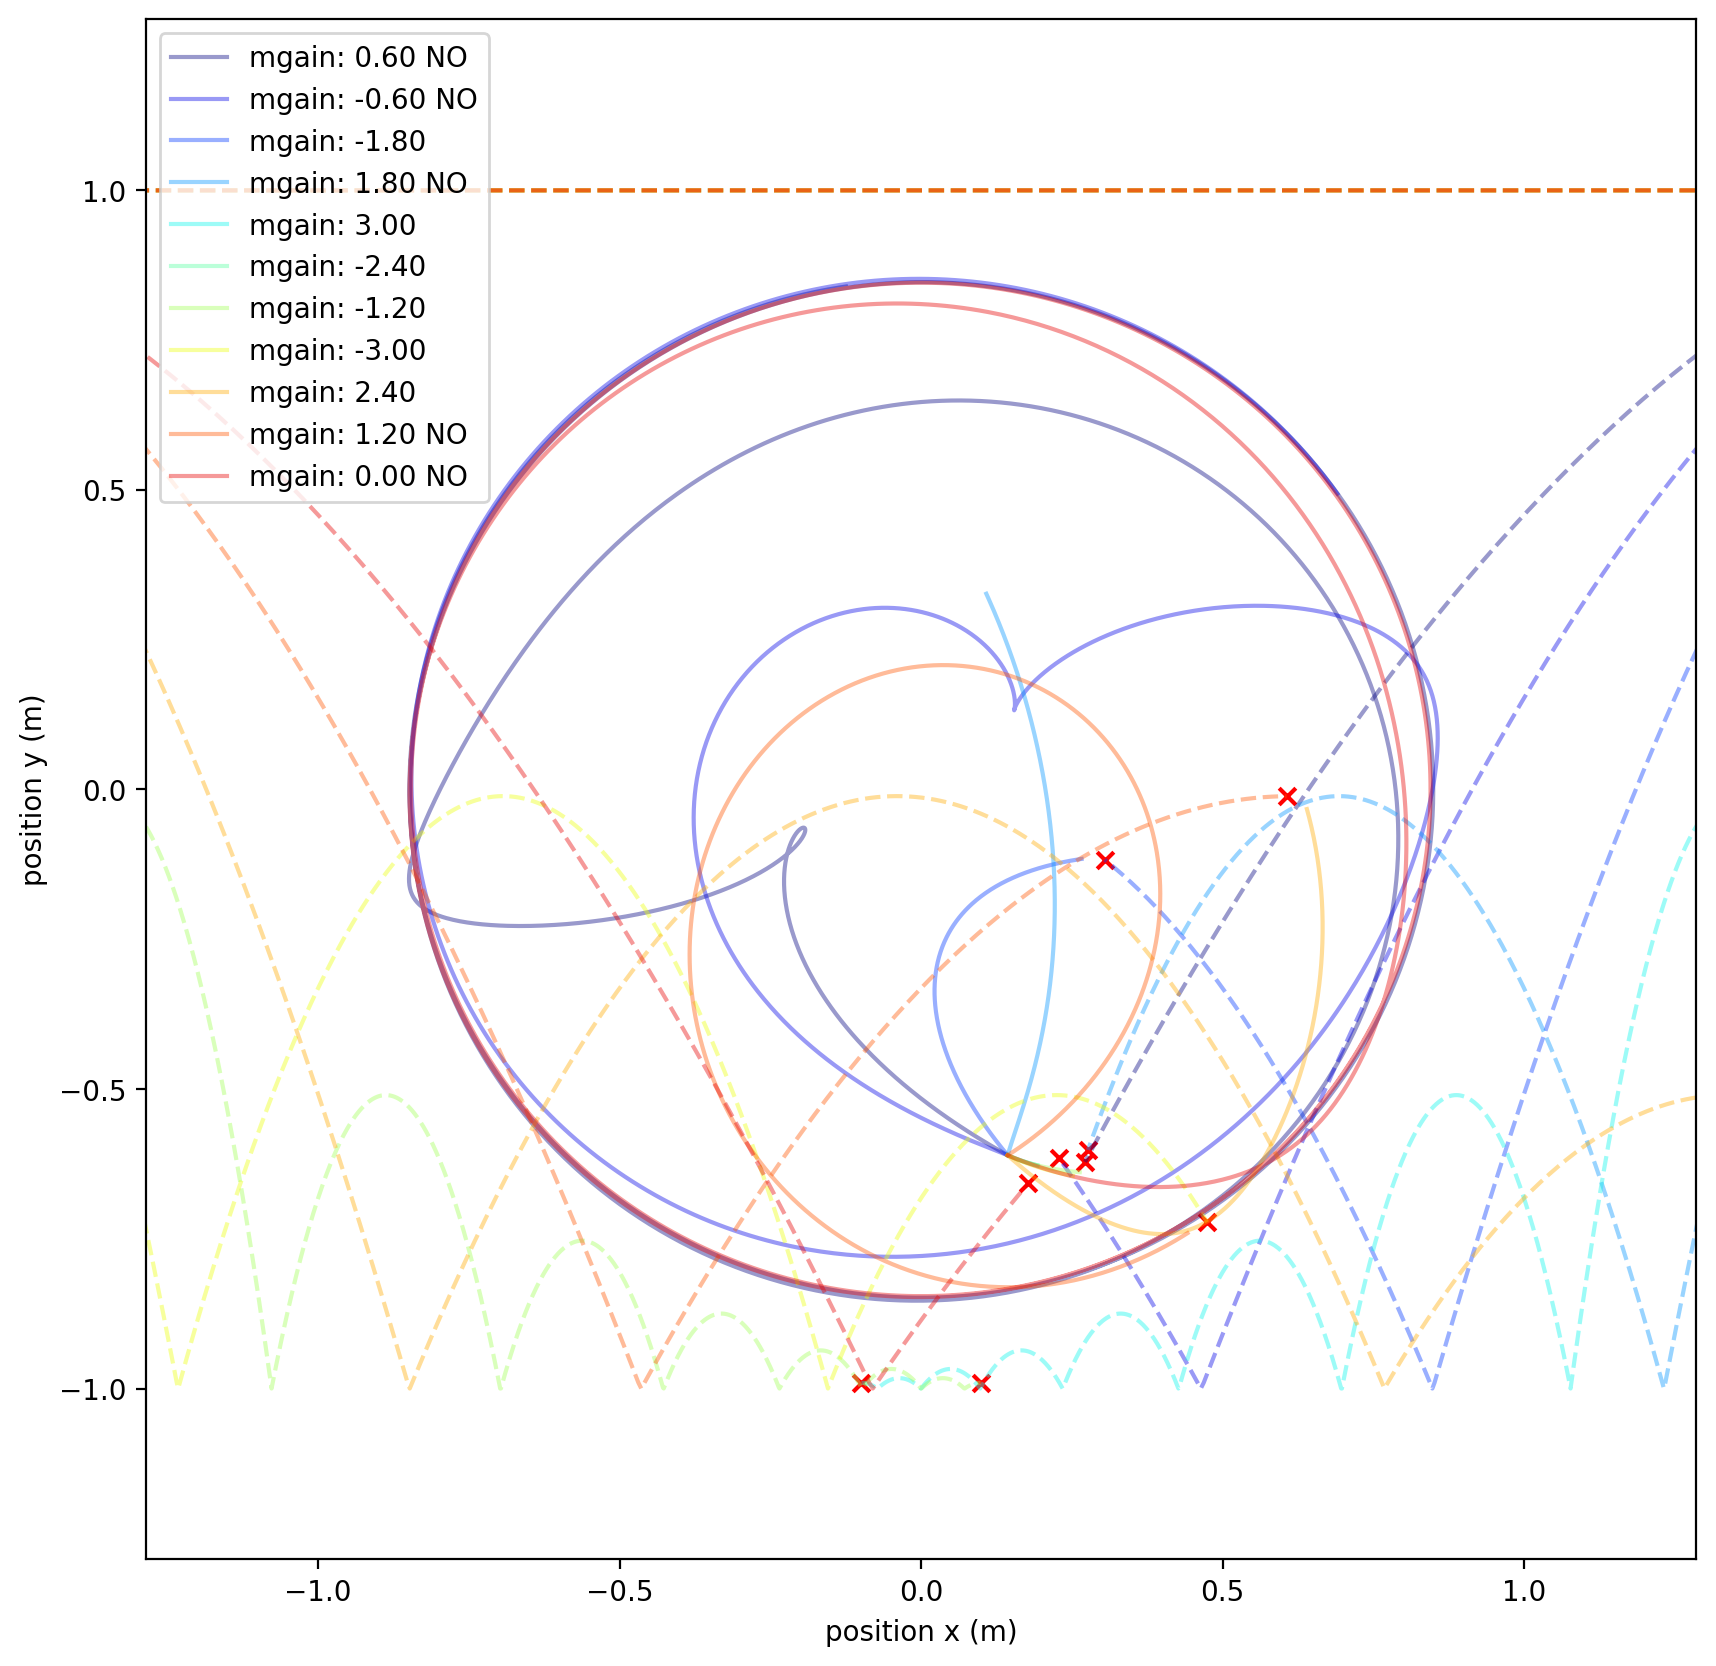 mgain: 0.60 NO
mgain: -0.60 NO
mgain: -1.80
mgain: 1.80 NO
mgain: 3.00
mgain: -2.40
mgain: -1.20
mgain: -3.00
mgain: 2.40
mgain: 1.20 NO
mgain: 0.00 NO
1.0
0.5
0.0
−0.5
−1.0
position y (m)
−1.0 −0.5 0.0 0.5 1.0
position x (m)